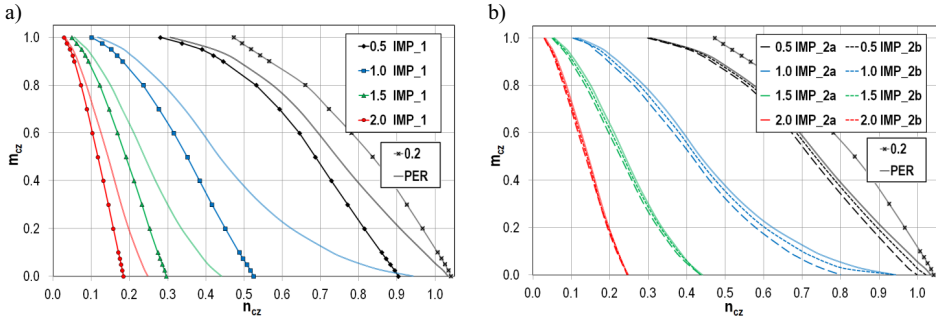 a)
1.0
0.8
0.6
0.4
0.2
0.0
m_cz
0.0 0.1 0.2 0.3 0.4 0.5 0.6 0.7 0.8 0.9 1.0
n_cz
0.5 IMP_1
1.0 IMP_1
1.5 IMP_1
2.0 IMP_1
0.2
PER
b)
1.0
0.8
0.6
0.4
0.2
0.0
m_cz
0.0 0.1 0.2 0.3 0.4 0.5 0.6 0.7 0.8 0.9 1.0
n_cz
0.5 IMP_2a 0.5 IMP_2b
1.0 IMP_2a 1.0 IMP_2b
1.5 IMP_2a 1.5 IMP_2b
2.0 IMP_2a 2.0 IMP_2b
0.2
PER